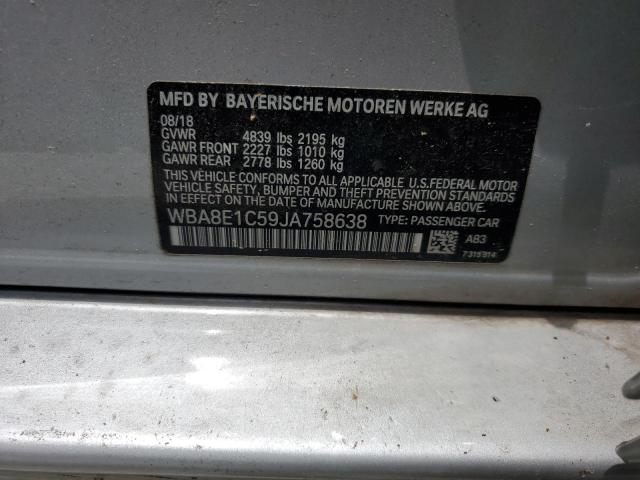 MFD BY BAYERISCHE MOTOREN WERKE AG
08/18
GVWR 4839 lbs 2195 kg
GAWR FRONT 2227 lbs 1010 kg
GAWR REAR 2778 lbs 1260 kg
THIS VEHICLE CONFORMS TO ALL APPLICABLE U.S.FEDERAL MOTOR
VEHICLE SAFETY, BUMPER AND THEFT PREVENTION STANDARDS
IN EFFECT ON THE DATE OF MANUFACTURE SHOWN ABOVE.
WBA8E1C59JA758638 TYPE: PASSENGER CAR
A83
7319914